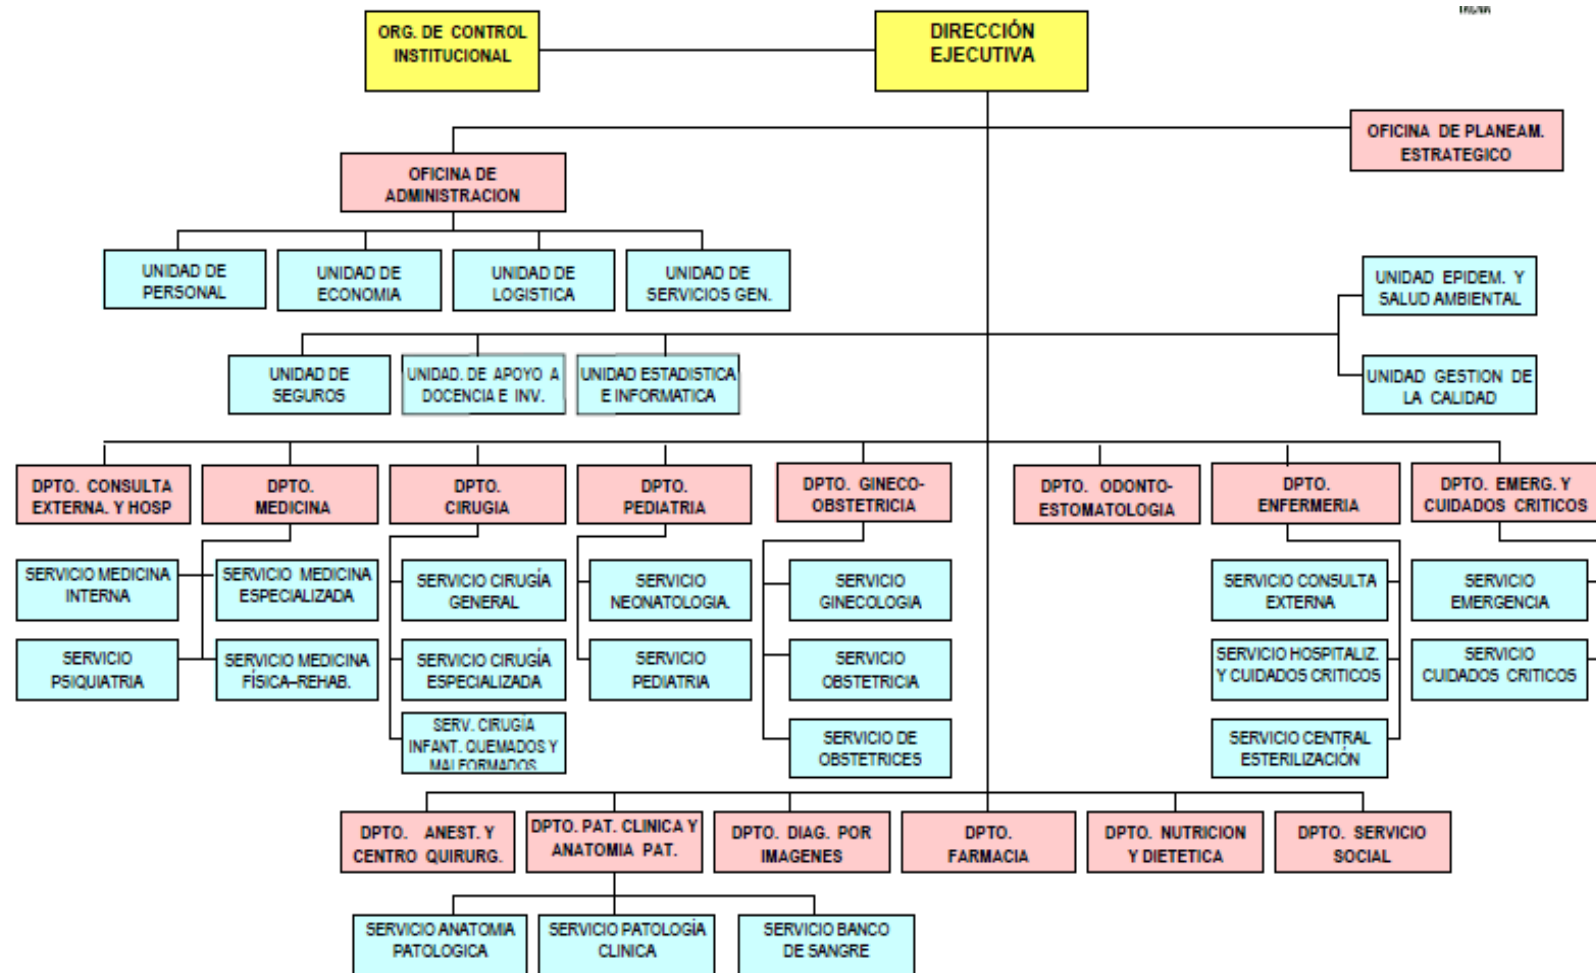 ORG. DE CONTROL
INSTITUCIONAL
DIRECCIÓN
EJECUTIVA
OFICINA DE PLANEAM.
ESTRATEGICO
OFICINA DE
ADMINISTRACION
UNIDAD DE
PERSONAL
UNIDAD DE
ECONOMIA
UNIDAD DE
LOGISTICA
UNIDAD DE
SERVICIOS GEN.
UNIDAD EPIDEM. Y
SALUD AMBIENTAL
UNIDAD DE
SEGUROS
UNIDAD. DE APOYO A
DOCENCIA E INV.
UNIDAD ESTADISTICA
E INFORMATICA
UNIDAD GESTION DE
LA CALIDAD
DPTO. CONSULTA
EXTERNA. Y HOSP
DPTO.
MEDICINA
DPTO.
CIRUGIA
DPTO.
PEDIATRIA
DPTO. GINECO-
OBSTETRICIA
DPTO. ODONTO-
ESTOMATOLOGIA
DPTO.
ENFERMERIA
DPTO. EMERG. Y
CUIDADOS CRITICOS
SERVICIO MEDICINA
INTERNA
SERVICIO MEDICINA
ESPECIALIZADA
SERVICIO CIRUGÍA
GENERAL
SERVICIO
NEONATOLOGIA.
SERVICIO
GINECOLOGIA
SERVICIO CONSULTA
EXTERNA
SERVICIO
EMERGENCIA
SERVICIO
PSIQUIATRIA
SERVICIO MEDICINA
FÍSICA–REHAB.
SERVICIO CIRUGÍA
ESPECIALIZADA
SERVICIO
PEDIATRIA
SERVICIO
OBSTETRICIA
SERVICIO HOSPITALIZ.
Y CUIDADOS CRITICOS
SERVICIO
CUIDADOS CRITICOS
SERV. CIRUGÍA
INFANT. QUEMADOS Y
MALFORMADOS
SERVICIO DE
OBSTETRICES
SERVICIO CENTRAL
ESTERILIZACIÓN
DPTO. ANEST. Y
CENTRO QUIRURG.
DPTO. PAT. CLINICA Y
ANATOMIA PAT.
DPTO. DIAG. POR
IMAGENES
DPTO.
FARMACIA
DPTO. NUTRICION
Y DIETETICA
DPTO. SERVICIO
SOCIAL
SERVICIO ANATOMIA
PATOLOGICA
SERVICIO PATOLOGÍA
CLINICA
SERVICIO BANCO
DE SANGRE